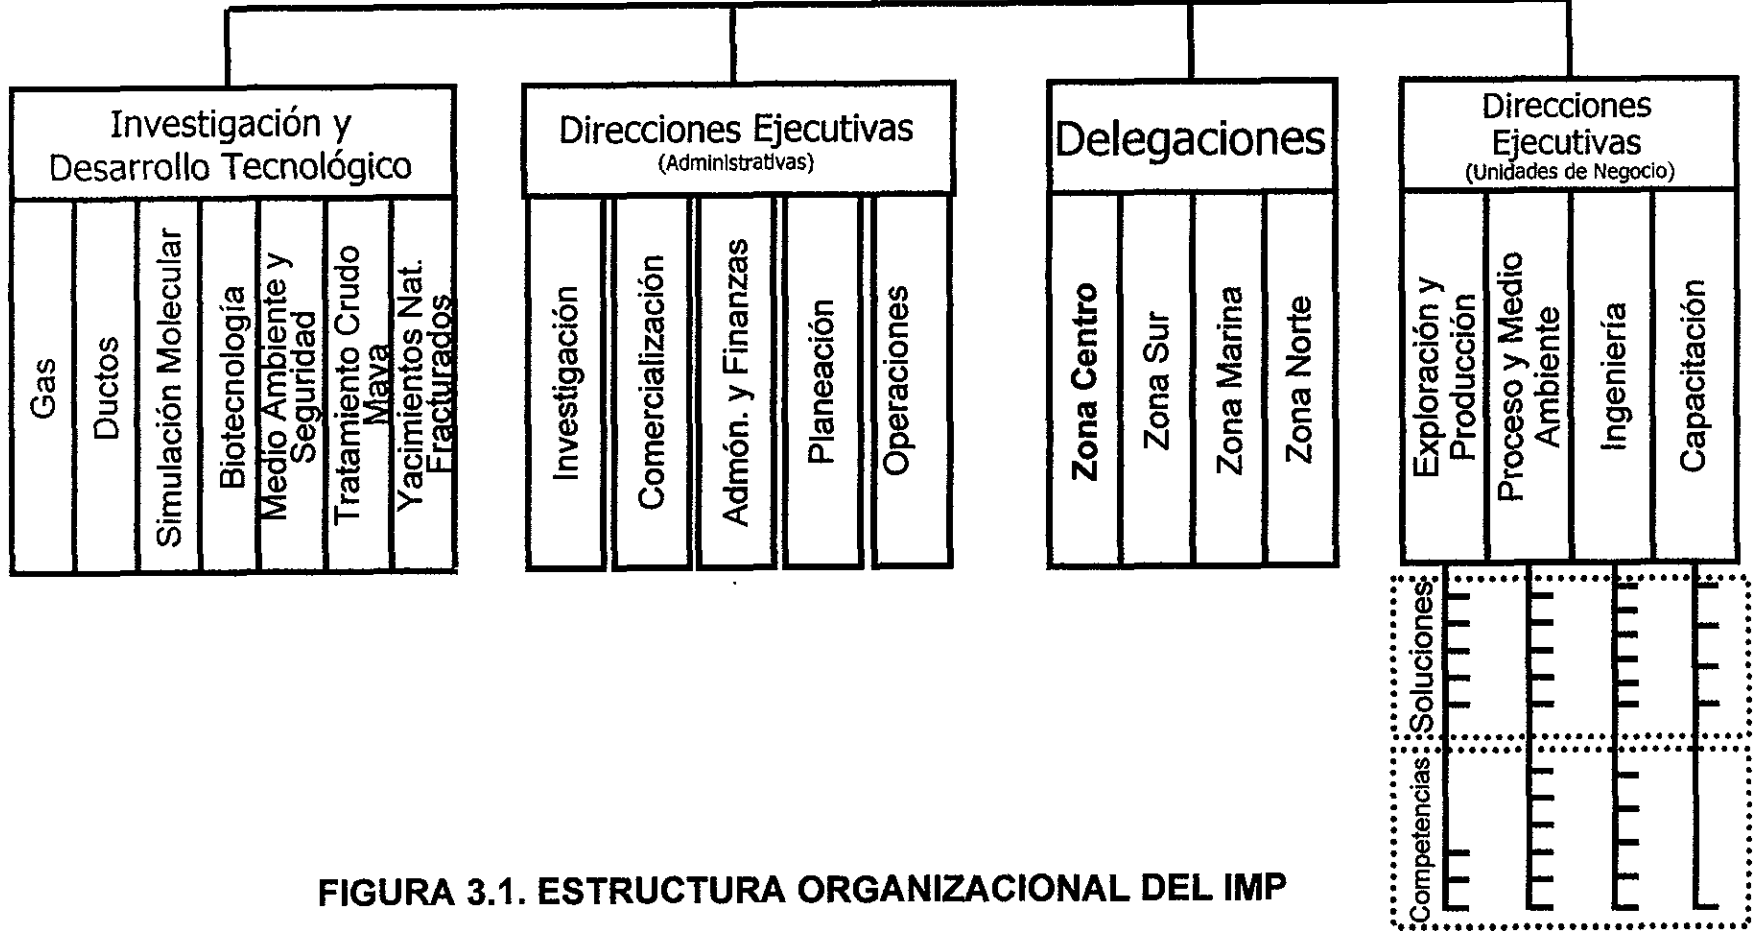 Investigación y
Desarrollo Tecnológico
Gas
Ductos
Simulación Molecular
Biotecnología
Medio Ambiente y
Seguridad
Tratamiento Crudo
Maya
Yacimientos Nat.
Fracturados
Direcciones Ejecutivas
(Administrativas)
Investigación
Comercialización
Admón. y Finanzas
Planeación
Operaciones
Delegaciones
Zona Centro
Zona Sur
Zona Marina
Zona Norte
Direcciones
Ejecutivas
(Unidades de Negocio)
Exploración y
Producción
Proceso y Medio
Ambiente
Ingeniería
Capacitación
Soluciones
Competencias
FIGURA 3.1. ESTRUCTURA ORGANIZACIONAL DEL IMP